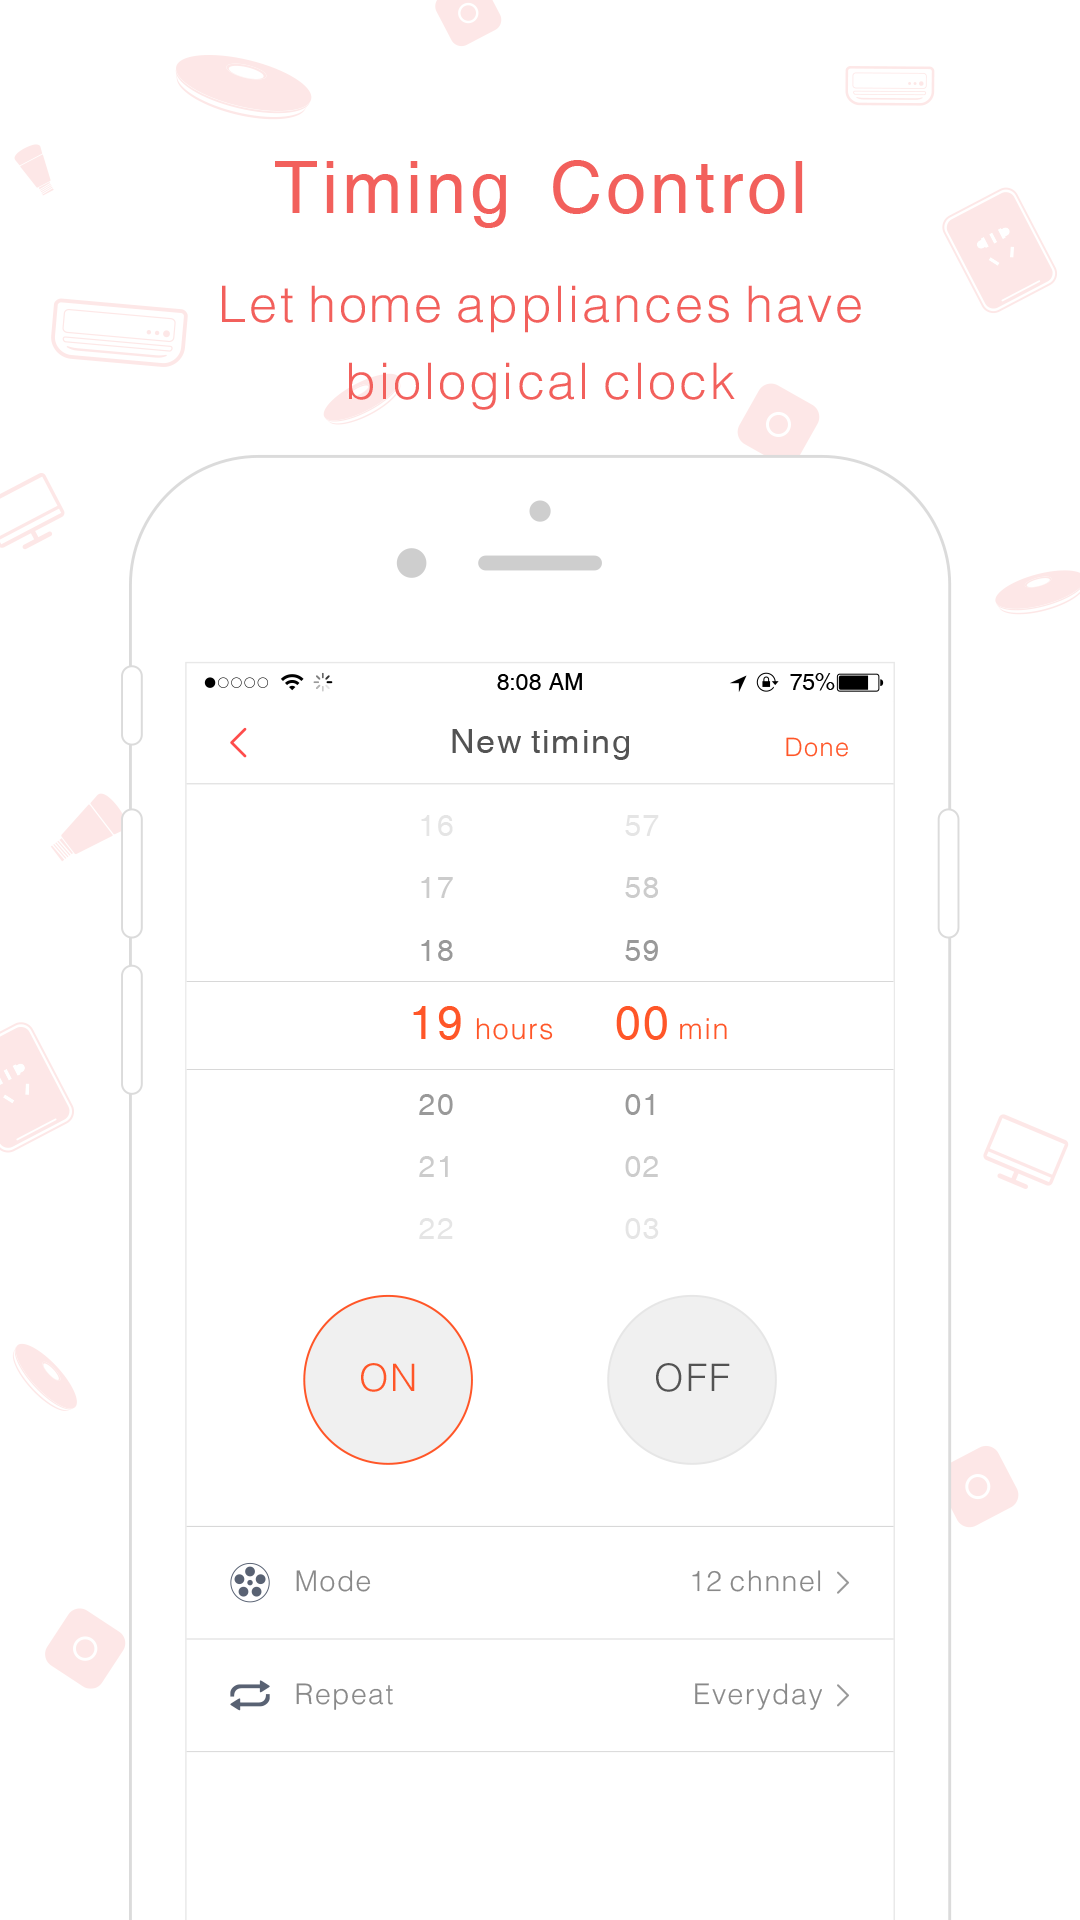 Timing Control
Let home appliances have
biological clock
8:08 AM 75%
New timing Done
16 57
17 58
18 59
19 hours 00 min
20 01
21 02
22 03
ON OFF
Mode 12 chnnel
Repeat Everyday